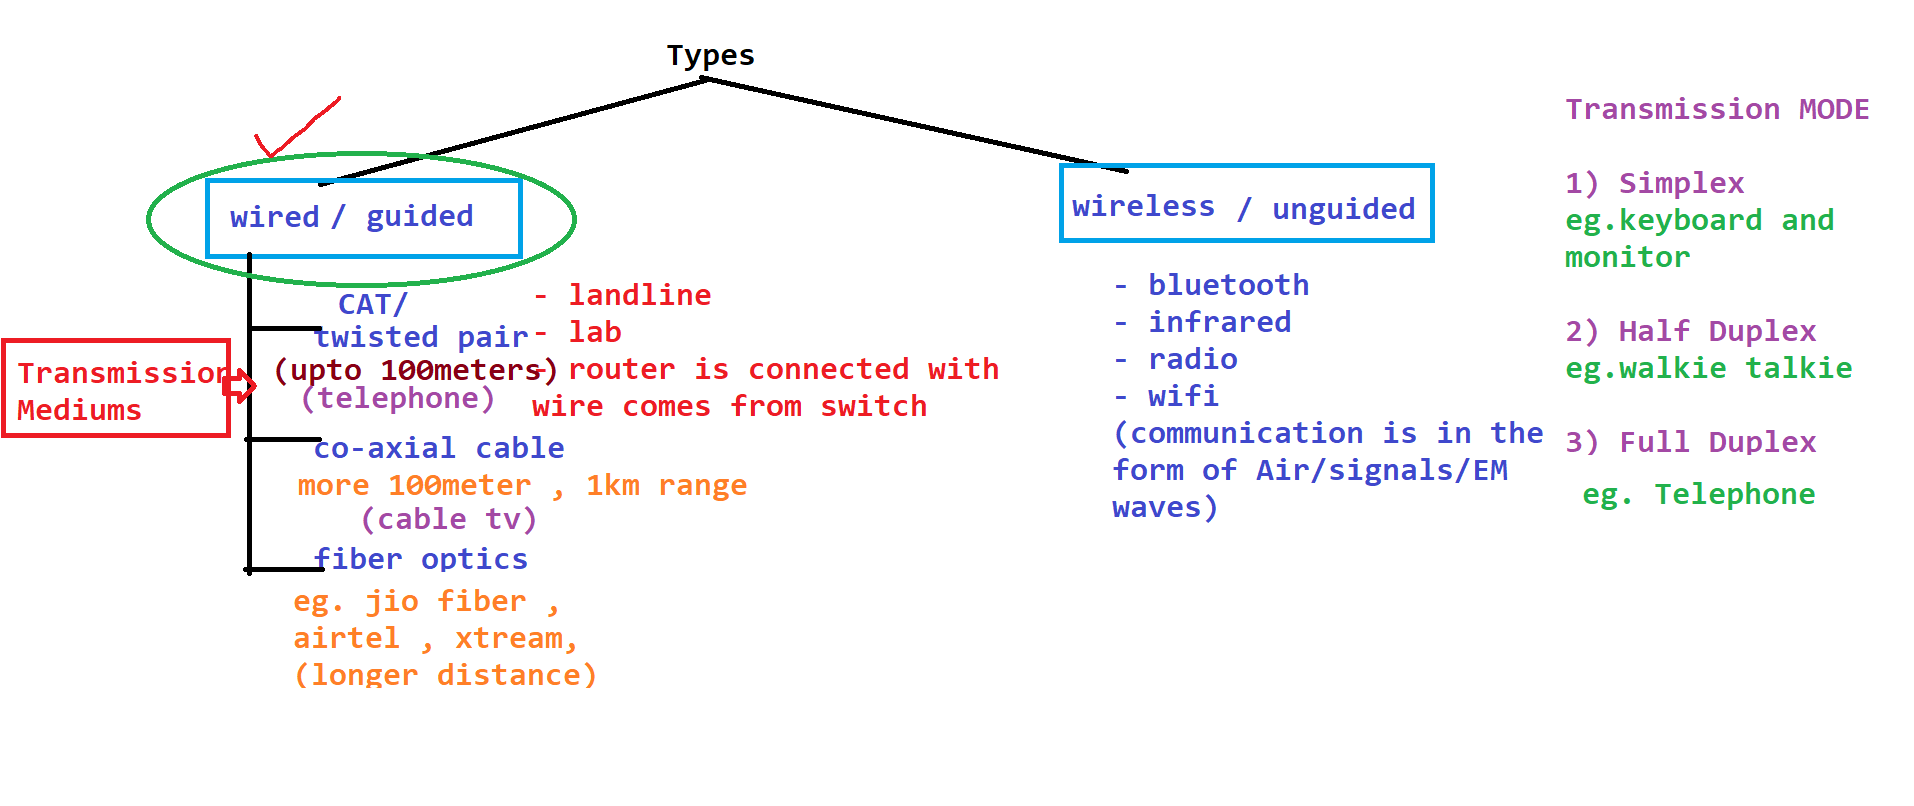 Types
wired / guided
CAT/
twisted pair
(upto 100meters)
(telephone)
- landline
- lab
- router is connected with
wire comes from switch
Transmission
Mediums
co-axial cable
more 100meter , 1km range
(cable tv)
fiber optics
eg. jio fiber ,
airtel , xtream,
(longer distance)
wireless / unguided
- bluetooth
- infrared
- radio
- wifi
(communication is in the
form of Air/signals/EM
waves)
Transmission MODE
1) Simplex
eg.keyboard and
monitor
2) Half Duplex
eg.walkie talkie
3) Full Duplex
eg. Telephone